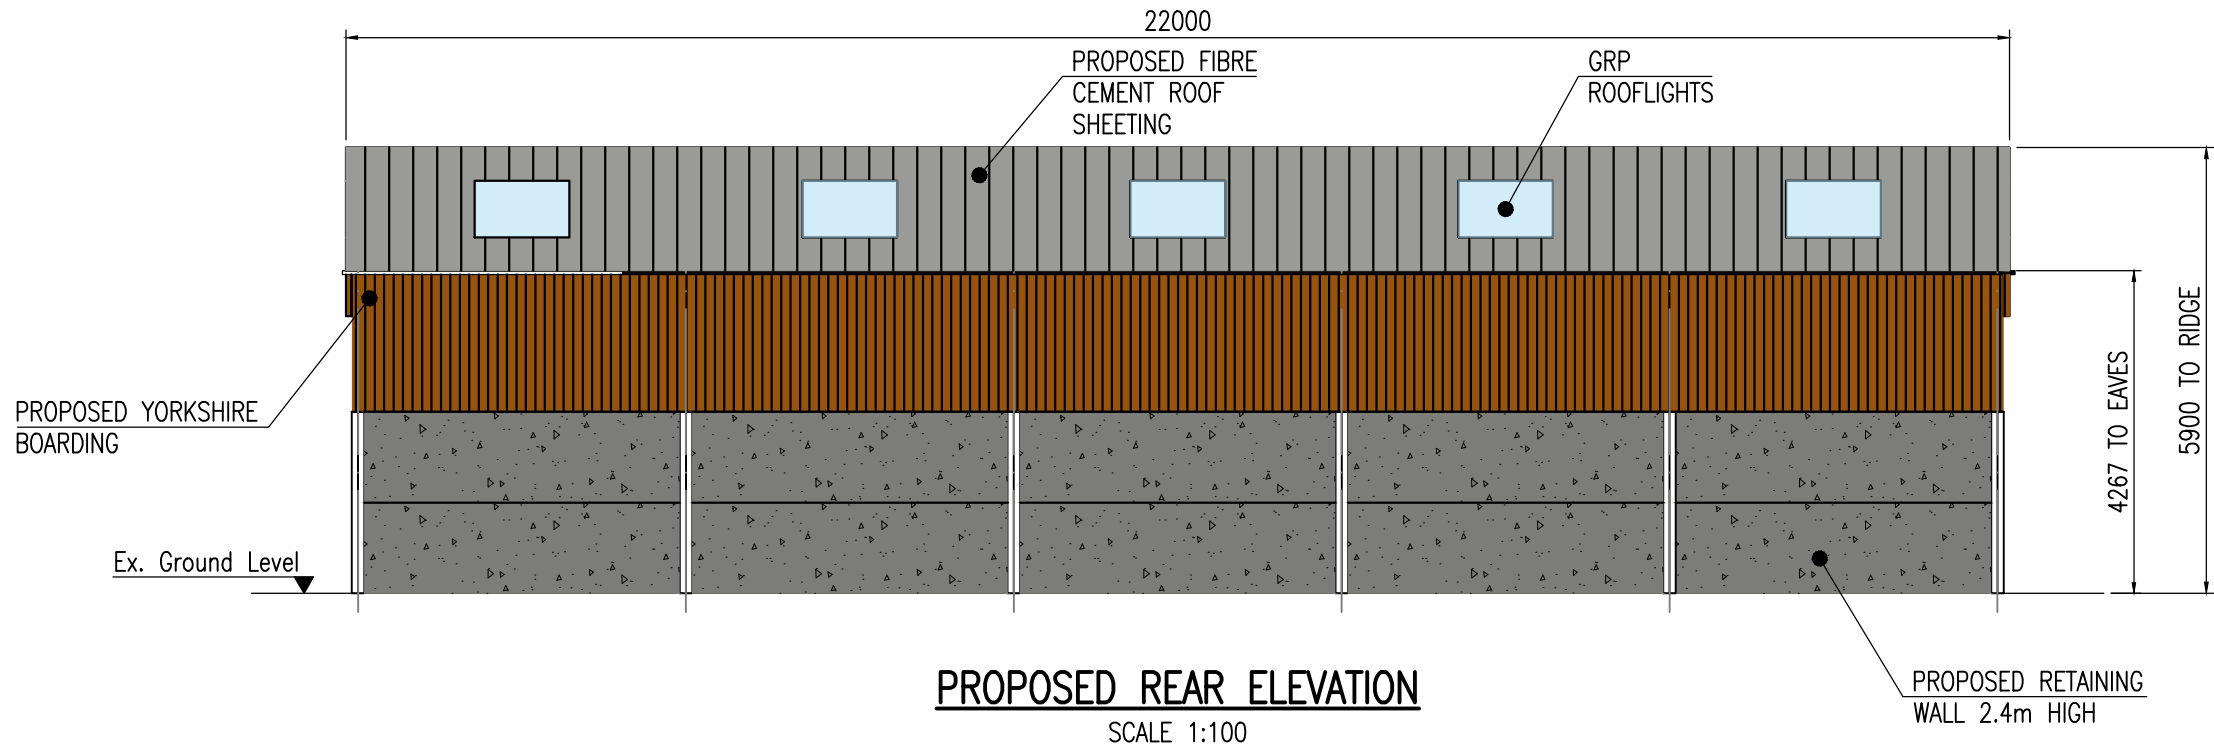 22000
PROPOSED FIBRE
CEMENT ROOF
SHEETING
GRP
ROOFLIGHTS
PROPOSED YORKSHIRE
BOARDING
4267 TO EAVES
5900 TO RIDGE
Ex. Ground Level
PROPOSED RETAINING
WALL 2.4m HIGH
PROPOSED REAR ELEVATION
SCALE 1:100